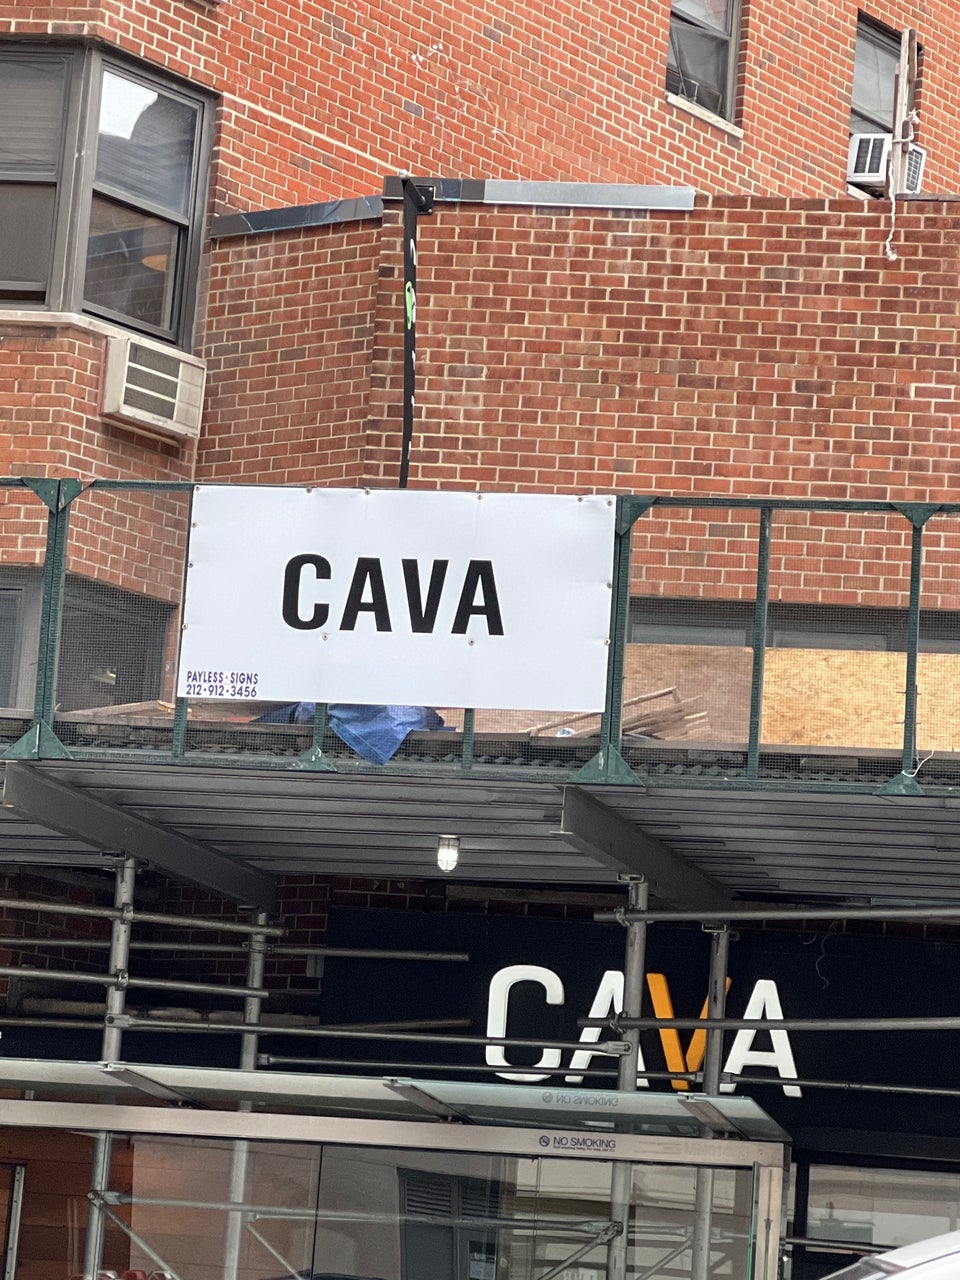 CAVA
PAYLESS•SIGNS
212•912•3456
CAVA
NO SMOKING
NO SMOKING